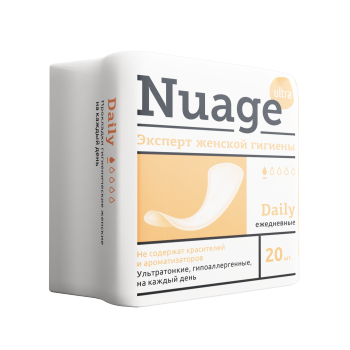 Nuage
ultra
Эксперт женской гигиены
Daily
ежедневные
Не содержат красителей
и ароматизаторов
Ультратонкие, гипоаллергенные,
на каждый день
20 шт.
Daily
Прокладки гигиенические женские
на каждый день